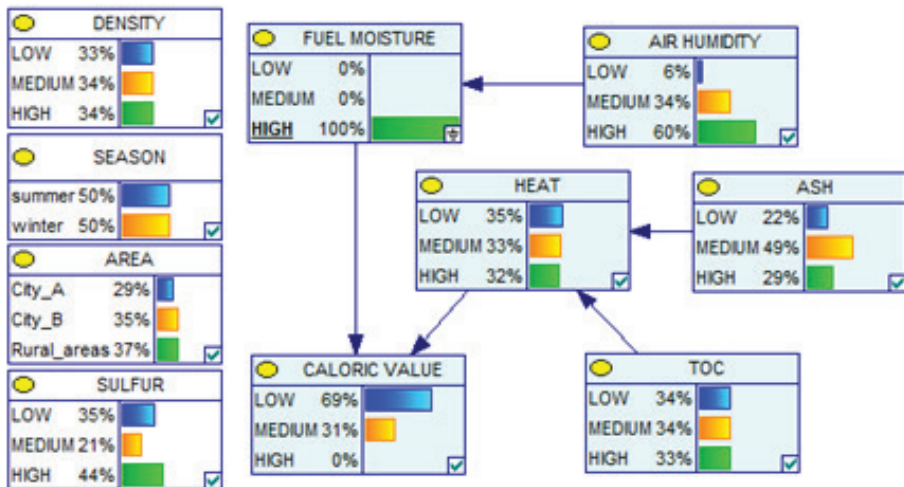 DENSITY
LOW 33%
MEDIUM 34%
HIGH 34%
SEASON
summer 50%
winter 50%
AREA
City_A 29%
City_B 35%
Rural_areas 37%
SULFUR
LOW 35%
MEDIUM 21%
HIGH 44%
FUEL MOISTURE
LOW 0%
MEDIUM 0%
HIGH 100%
AIR HUMIDITY
LOW 6%
MEDIUM 34%
HIGH 60%
HEAT
LOW 35%
MEDIUM 33%
HIGH 32%
ASH
LOW 22%
MEDIUM 49%
HIGH 29%
CALORIC VALUE
LOW 69%
MEDIUM 31%
HIGH 0%
TOC
LOW 34%
MEDIUM 34%
HIGH 33%